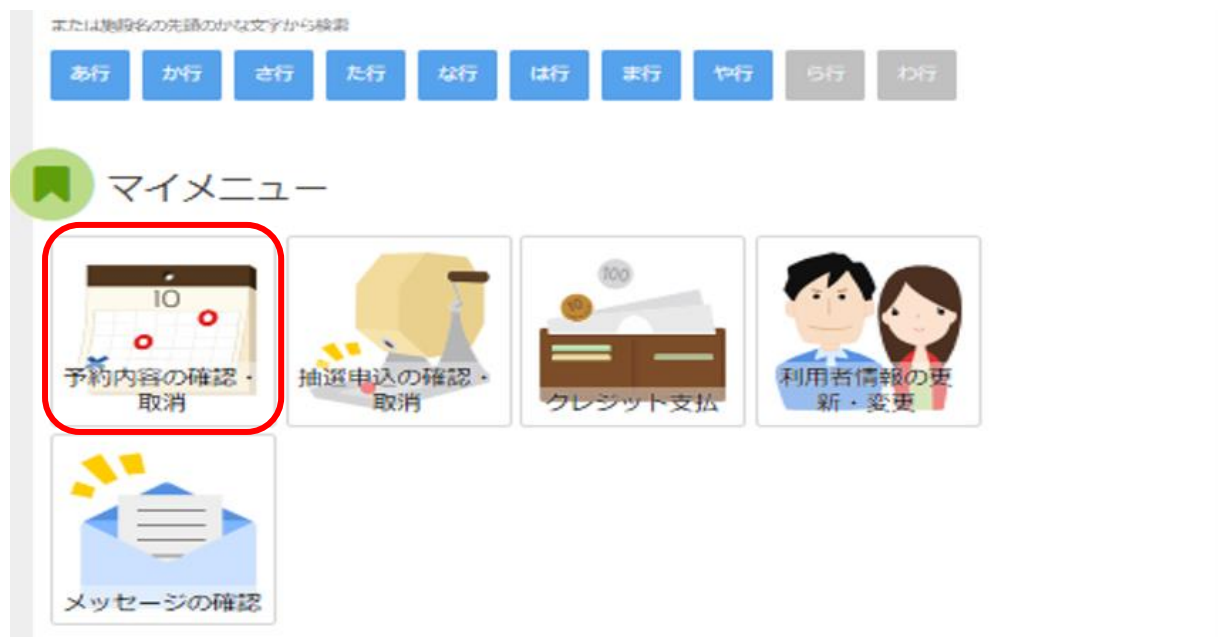 または施設名の先頭のかな文字から検索
あ行 か行 さ行 た行 な行 は行 ま行 や行 ら行 わ行
マイメニュー
10
予約内容の確認・
取消
抽選申込の確認・
取消
100
10
クレジット支払
利用者情報の更
新・変更
メッセージの確認